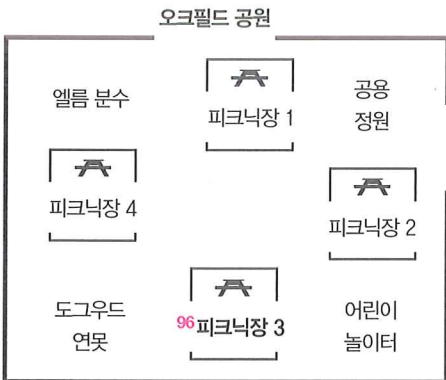 오크필드 공원
엘름 분수
피크닉장 1
공용
정원
피크닉장 4
피크닉장 2
도그우드
연못
96피크닉장 3
어린이
놀이터